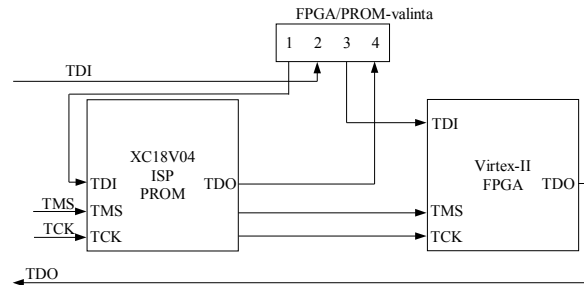 FPGA/PROM-valinta
1 2 3 4
TDI
XC18V04
ISP
PROM
TDI
TDO
TMS
TMS
TCK
TCK
Virtex-II
FPGA
TDI
TDO
TMS
TCK
TDO